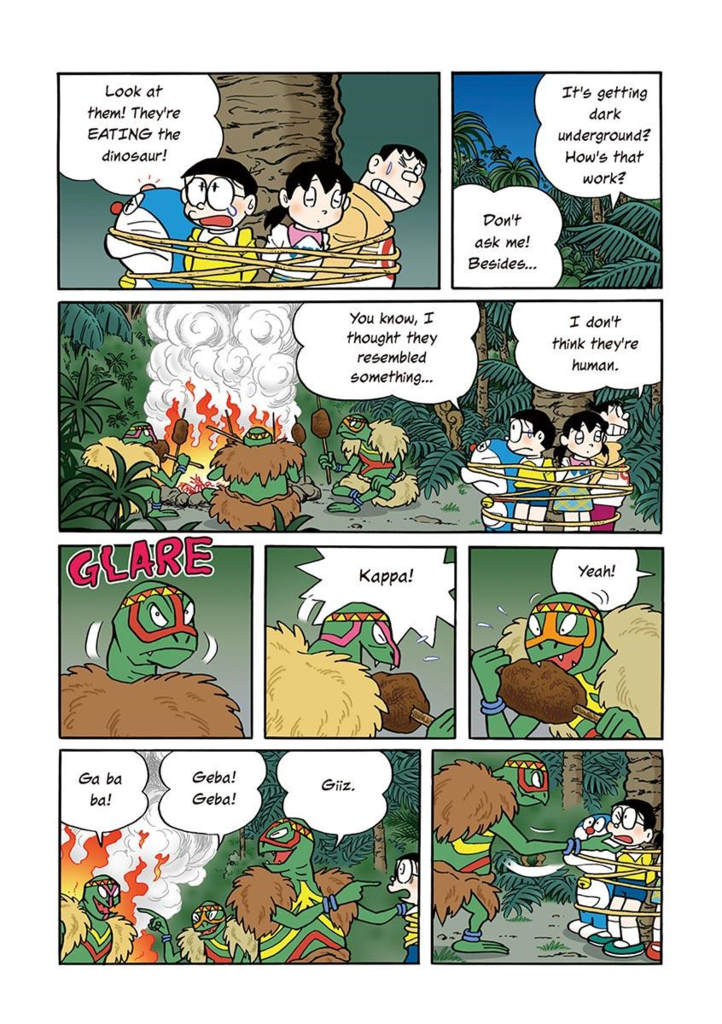 Look at
them! They're
EATING the
dinosaur!
It's getting
dark
underground?
How's that
work?
Don't
ask me!
Besides...
You know, I
thought they
resembled
something...
I don't
think they're
human.
GLARE
Kappa!
Yeah!
Ga ba
ba!
Geba!
Geba!
Giiz.